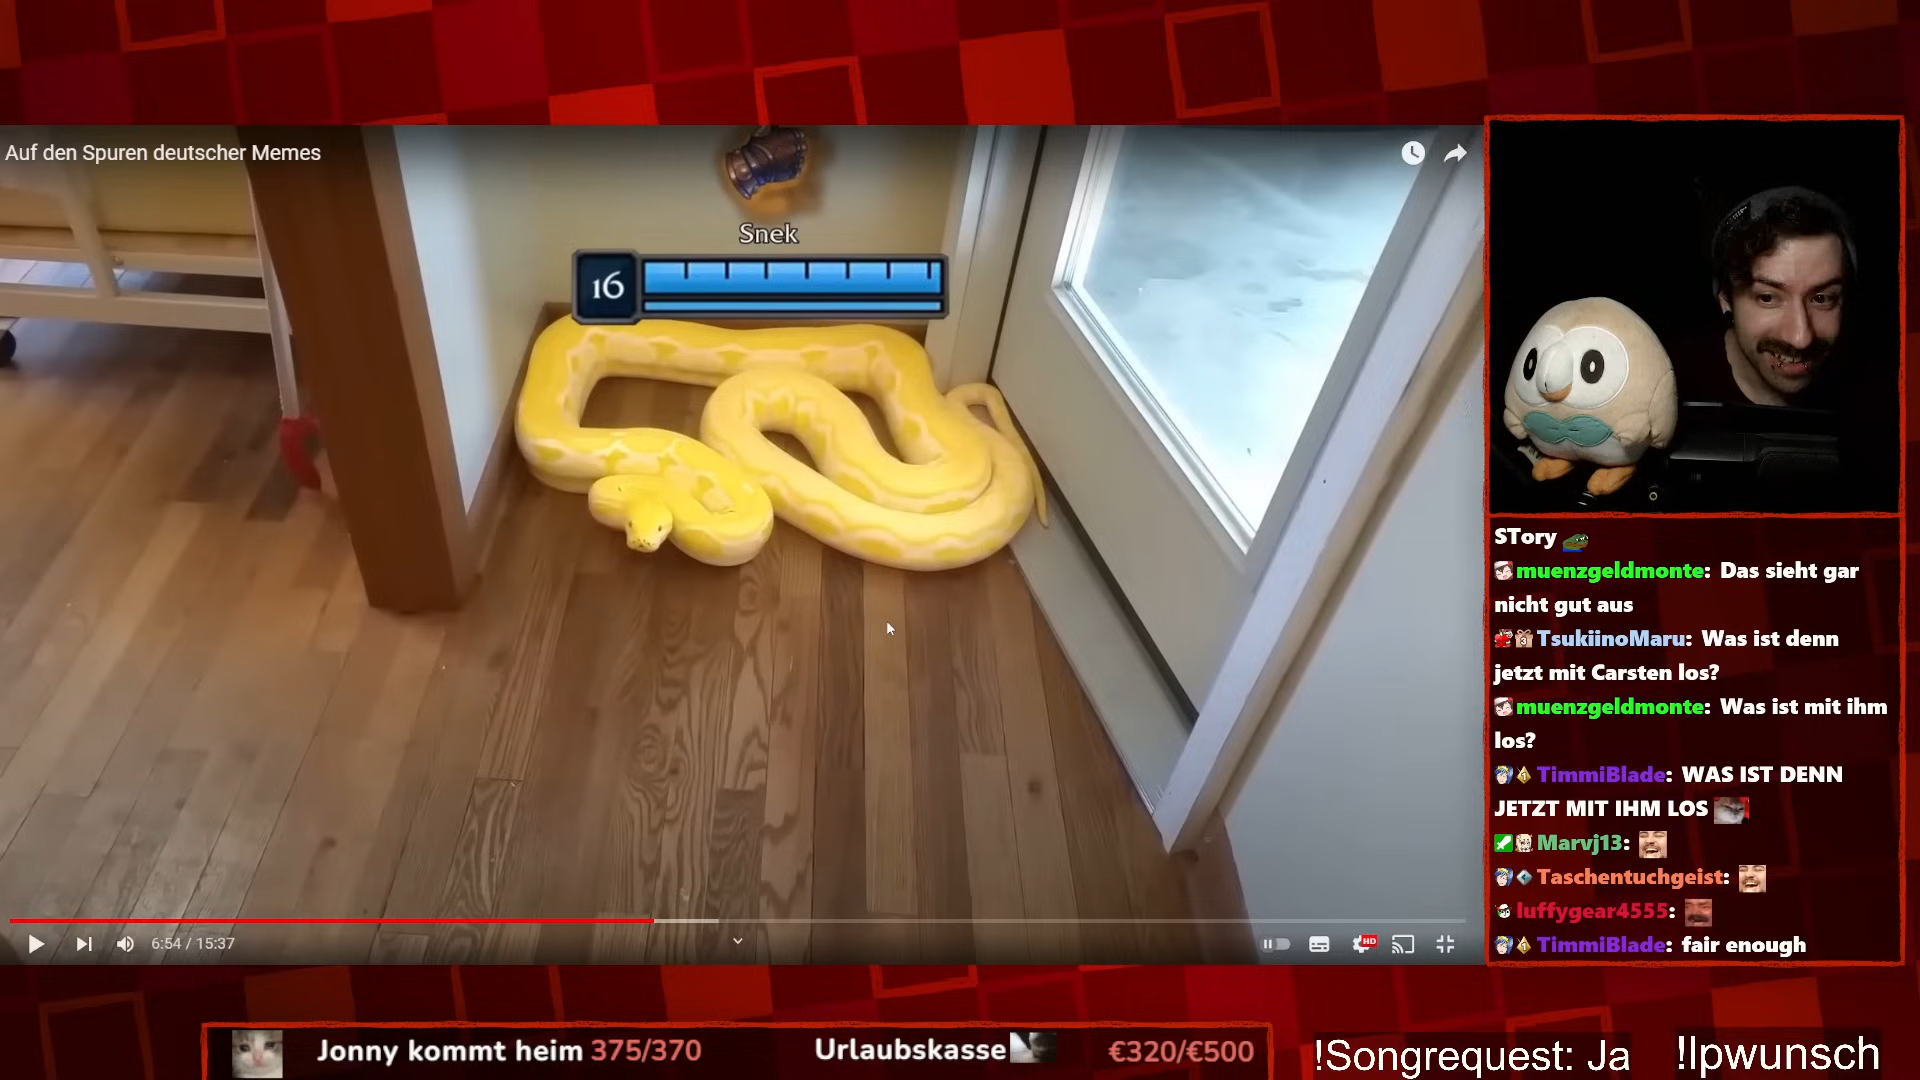 Auf den Spuren deutscher Memes
Snek
16
6:54 / 15:37
HD
STory
muenzgeldmonte: Das sieht gar
nicht gut aus
TsukiinoMaru: Was ist denn
jetzt mit Carsten los?
muenzgeldmonte: Was ist mit ihm
los?
TimmiBlade: WAS IST DENN
JETZT MIT IHM LOS
Marvj13:
Taschentuchgeist:
luffygear4555:
TimmiBlade: fair enough
Jonny kommt heim 375/370
Urlaubskasse €320/€500
!Songrequest: Ja
!lpwunsch